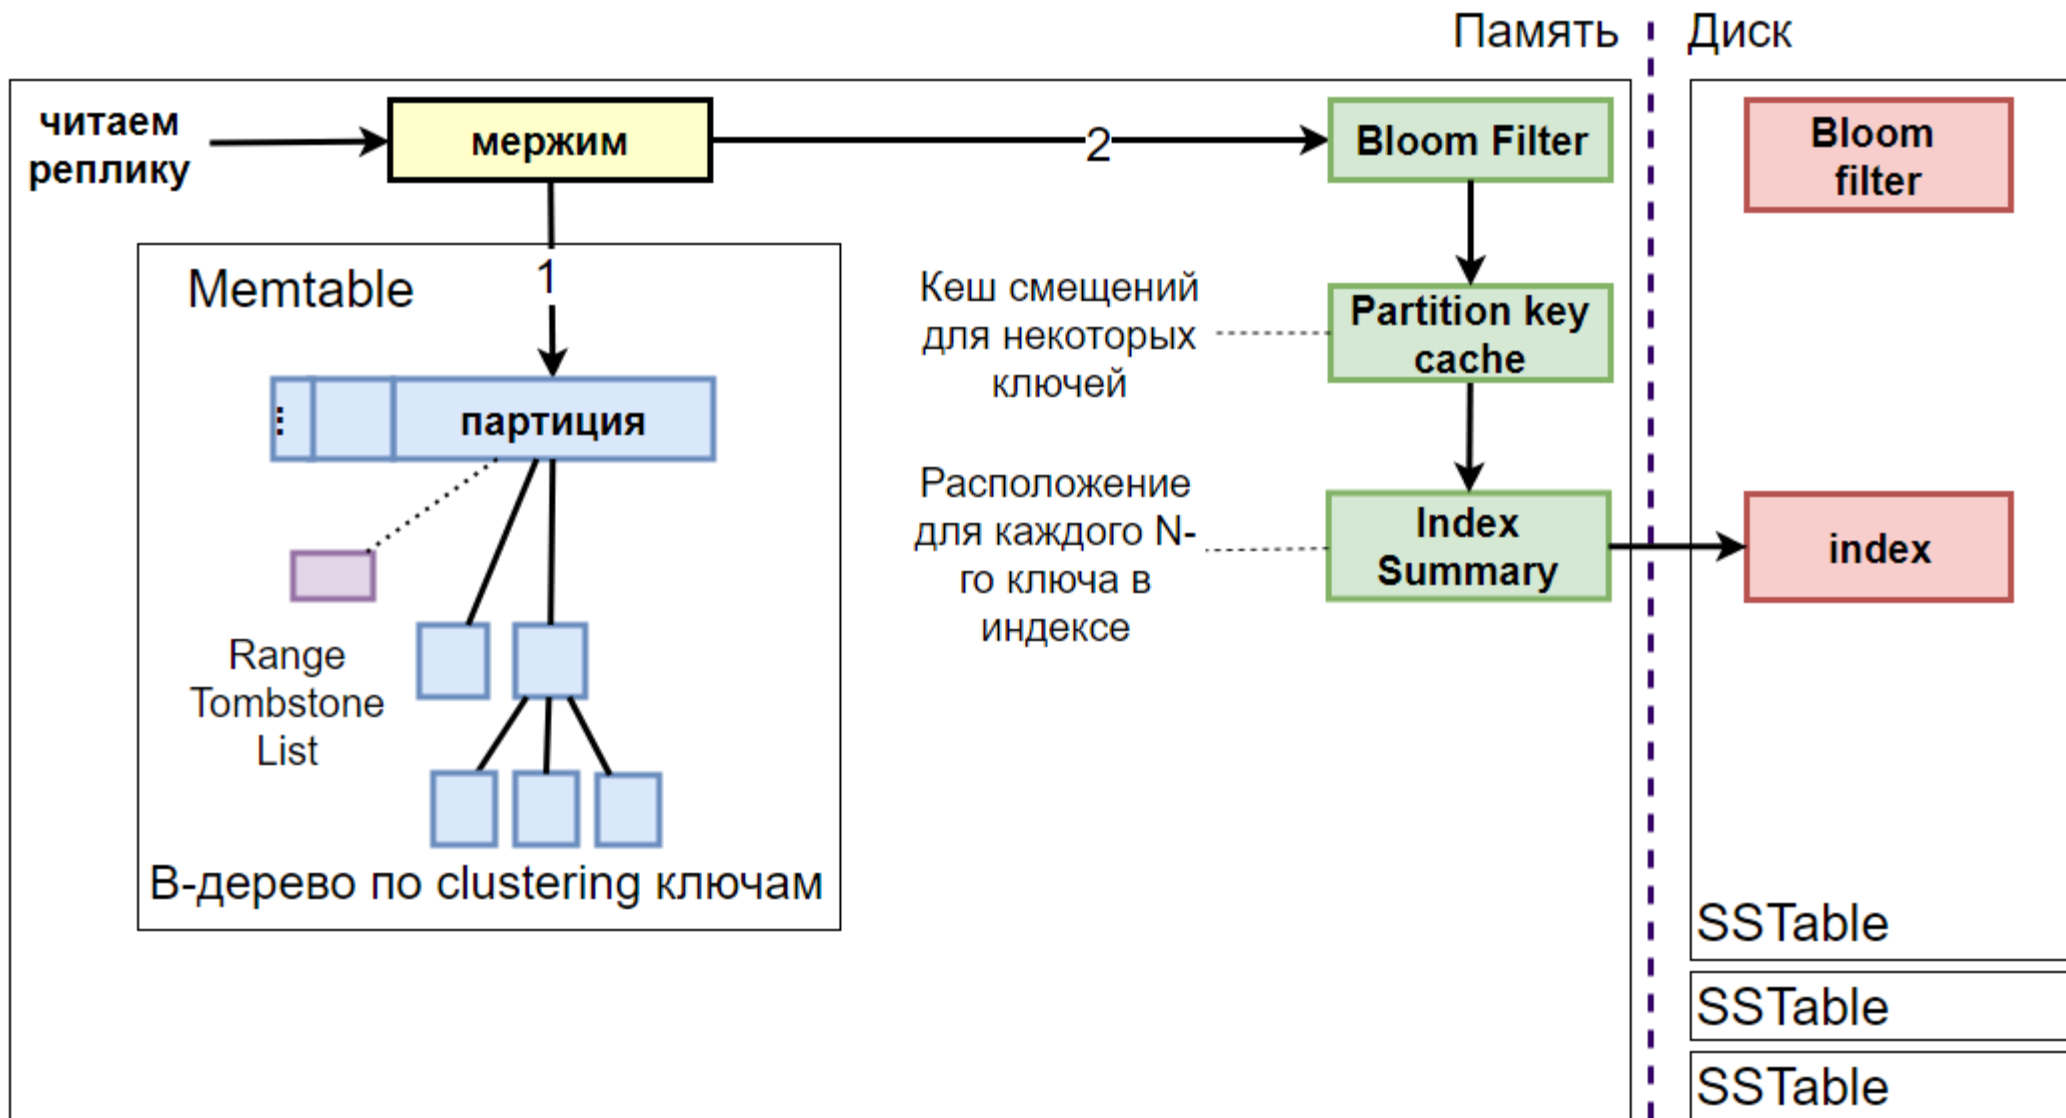 Память
Диск
читаем
реплику
мержим
2
Bloom Filter
Bloom
filter
1
Memtable
Кеш смещений
для некоторых
ключей
Partition key
cache
партиция
Расположение
для каждого N-
го ключа в
индексе
Index
Summary
index
Range
Tombstone
List
В-дерево по clustering ключам
SSTable
SSTable
SSTable